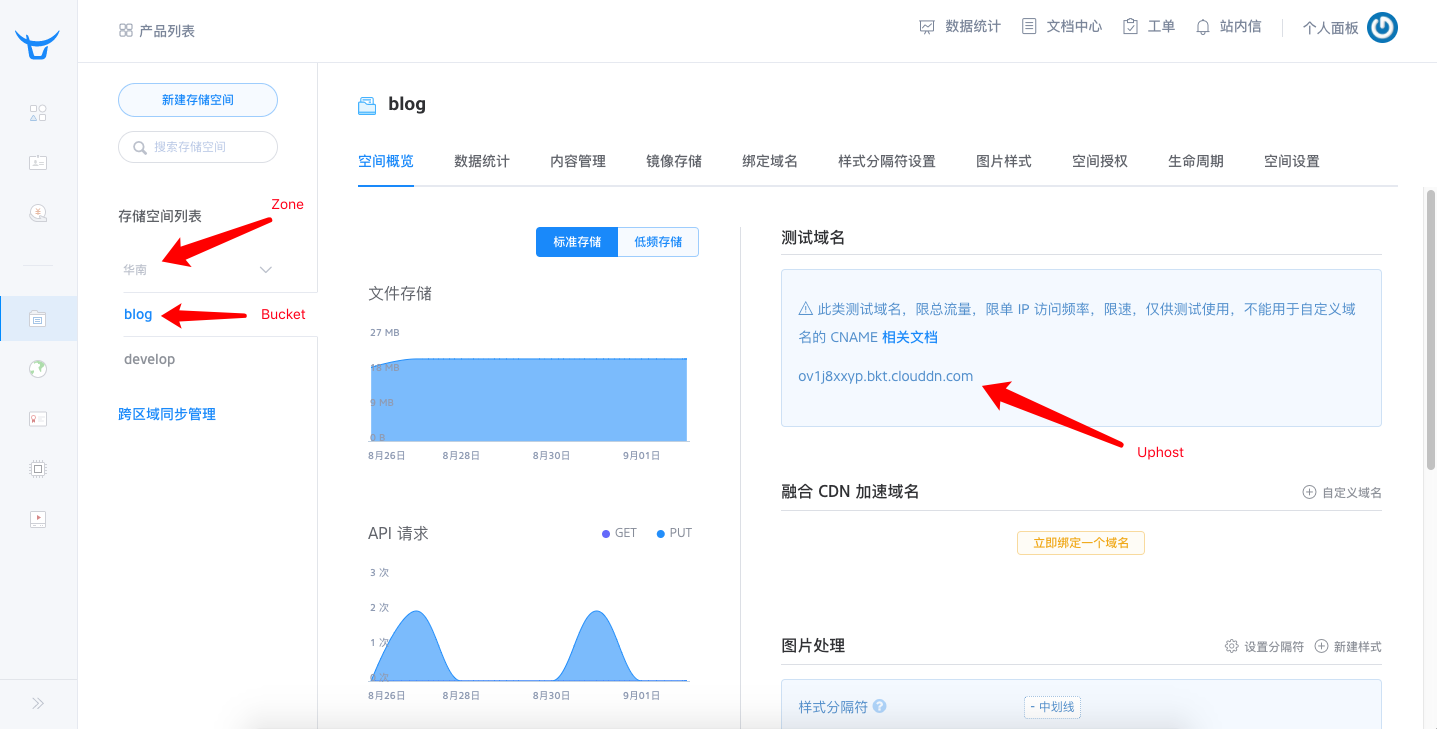 产品列表
数据统计 文档中心 工单 站内信 个人面板
新建存储空间
搜索存储空间
存储空间列表
Zone
华南
blog
Bucket
develop
跨区域同步管理
blog
空间概览 数据统计 内容管理 镜像存储 绑定域名 样式分隔符设置 图片样式 空间授权 生命周期 空间设置
标准存储 低频存储
文件存储
27 MB
18 MB
9 MB
0 B
8月26日 8月28日 8月30日 9月01日
API 请求
GET PUT
3 次
2 次
1 次
0 次
8月26日 8月28日 8月30日 9月01日
测试域名
此类测试域名，限总流量，限单 IP 访问频率，限速，仅供测试使用，不能用于自定义域
名的 CNAME 相关文档
ov1j8xxyp.bkt.clouddn.com
Uphost
融合 CDN 加速域名
自定义域名
立即绑定一个域名
图片处理
设置分隔符 新建样式
样式分隔符 ?
- 中划线